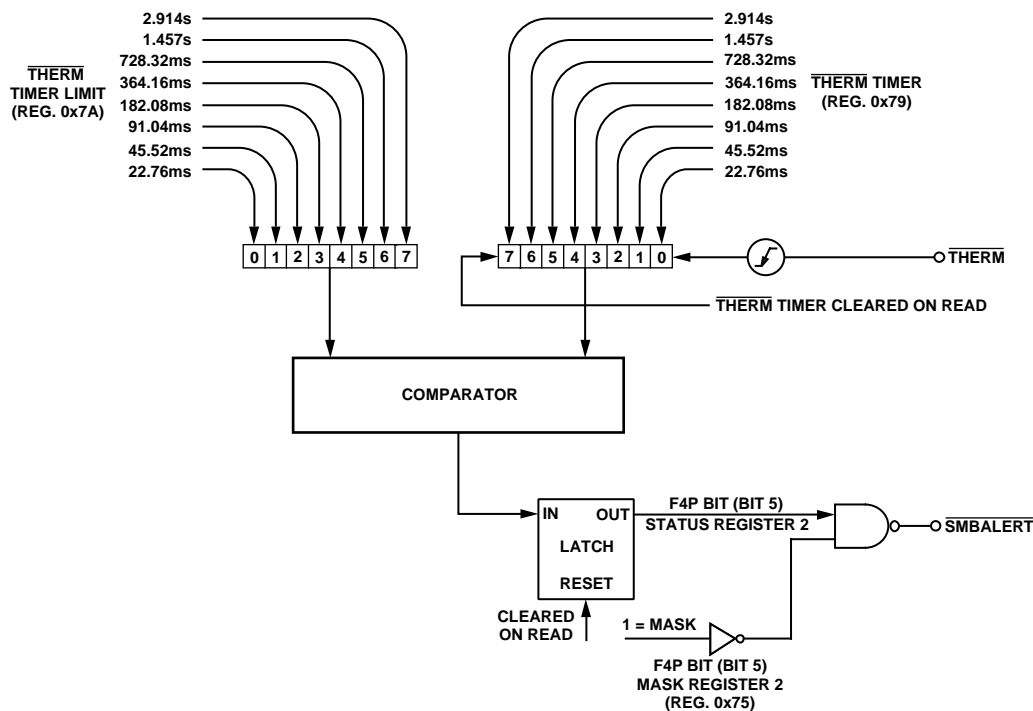 2.914s
1.457s
728.32ms
364.16ms
182.08ms
91.04ms
45.52ms
22.76ms
THERM
TIMER LIMIT
(REG. 0x7A)
2.914s
1.457s
728.32ms
364.16ms
182.08ms
91.04ms
45.52ms
22.76ms
THERM TIMER
(REG. 0x79)
0 1 2 3 4 5 6 7
7 6 5 4 3 2 1 0
THERM
THERM TIMER CLEARED ON READ
COMPARATOR
IN OUT
LATCH
RESET
F4P BIT (BIT 5)
STATUS REGISTER 2
SMBALERT
CLEARED
ON READ
1 = MASK
F4P BIT (BIT 5)
MASK REGISTER 2
(REG. 0x75)